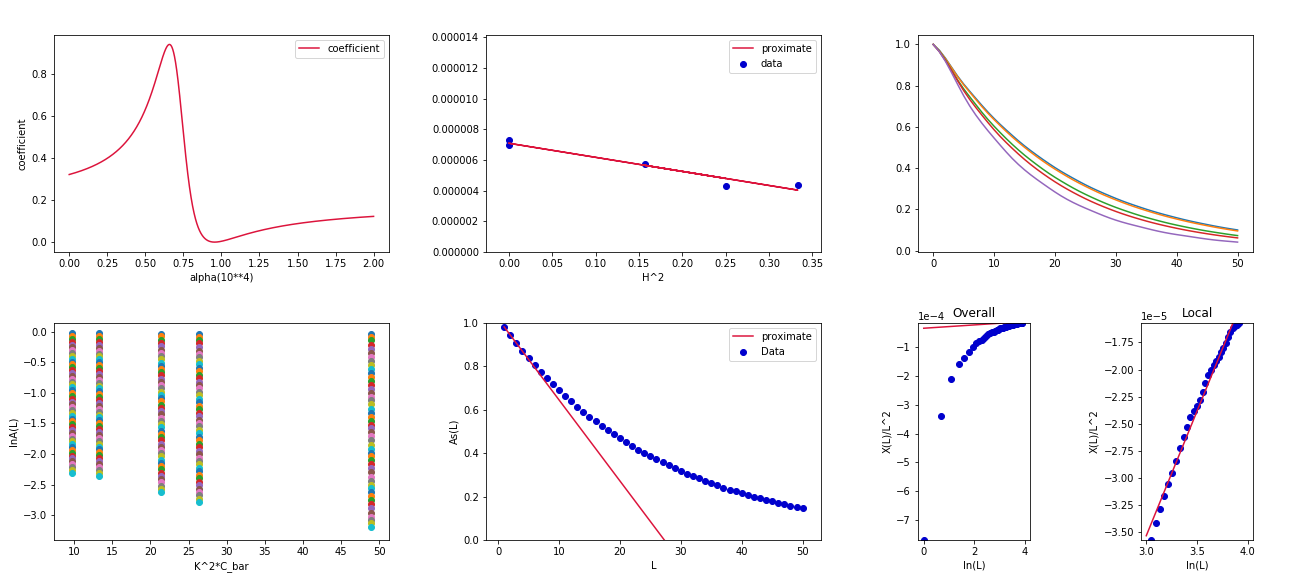 coefficient
0.8
0.6
0.4
0.2
0.0
coefficient
0.00 0.25 0.50 0.75 1.00 1.25 1.50 1.75 2.00
alpha(10**4)
proximate
data
0.000014
0.000012
0.000010
0.000008
0.000006
0.000004
0.000002
0.000000
0.00 0.05 0.10 0.15 0.20 0.25 0.30 0.35
H^2
1.0
0.8
0.6
0.4
0.2
0.0
0 10 20 30 40 50
0.0
−0.5
−1.0
−1.5
−2.0
−2.5
−3.0
lnA(L)
10 15 20 25 30 35 40 45 50
K^2*C_bar
proximate
Data
1.0
0.8
0.6
0.4
0.2
0.0
As(L)
0 10 20 30 40 50
L
Overall
1e−4
−1
−2
−3
−4
−5
−6
−7
X(L)/L^2
0 2 4
ln(L)
Local
1e−5
−1.75
−2.00
−2.25
−2.50
−2.75
−3.00
−3.25
−3.50
X(L)/L^2
3.0 3.5 4.0
ln(L)